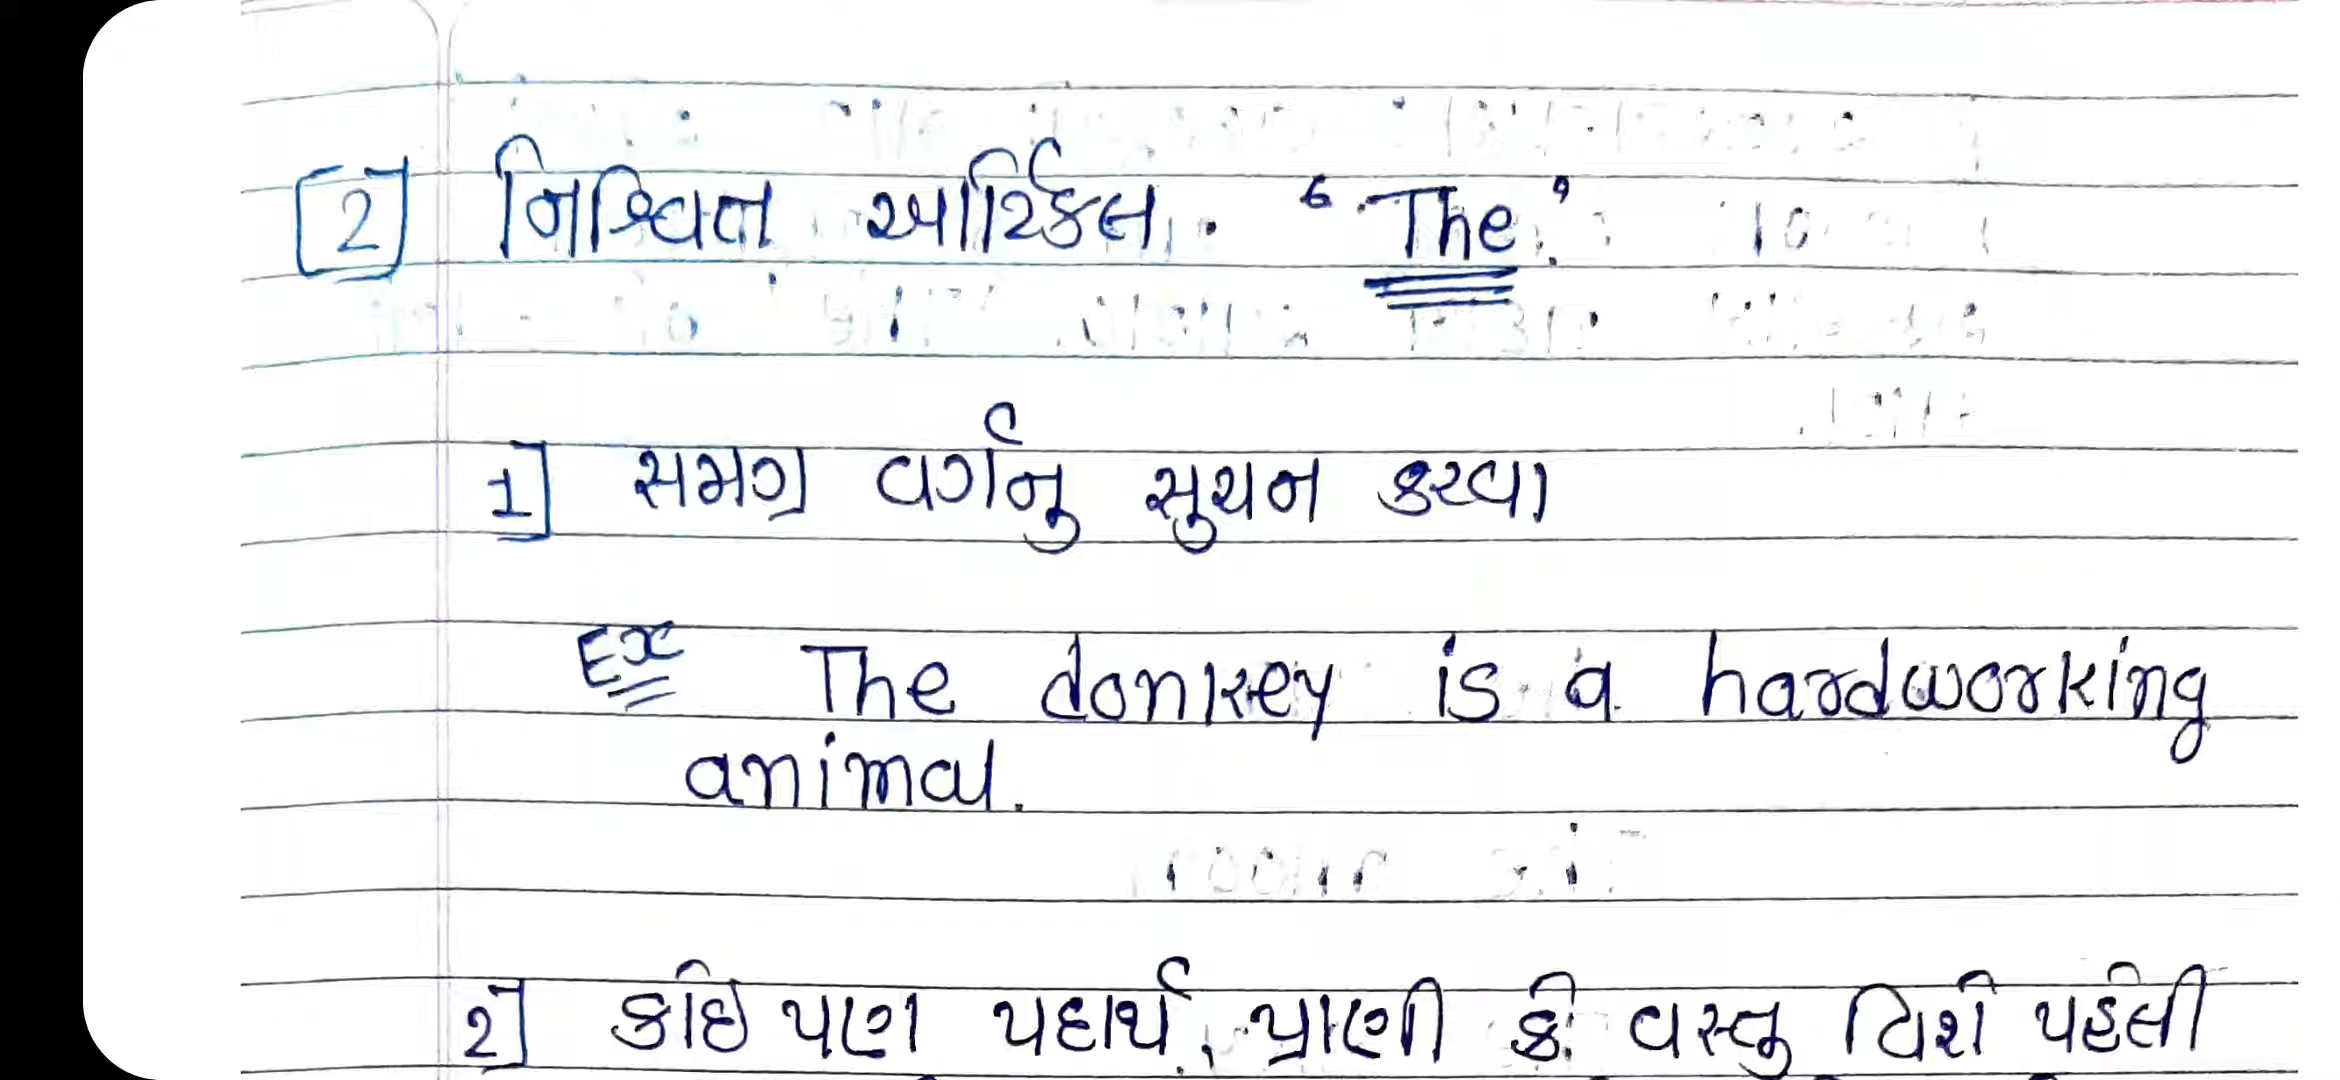 [2] નિશ્ચિત આર્ટિકલ. ‘The’.
1] સમગ્ર વર્ગનુ સુચન કરવા
Ex The donkey is a hardworking
animal.
2] કોઇ પણ પદાર્થ, પ્રાણી કે વસ્તુ વિશે પહેલી